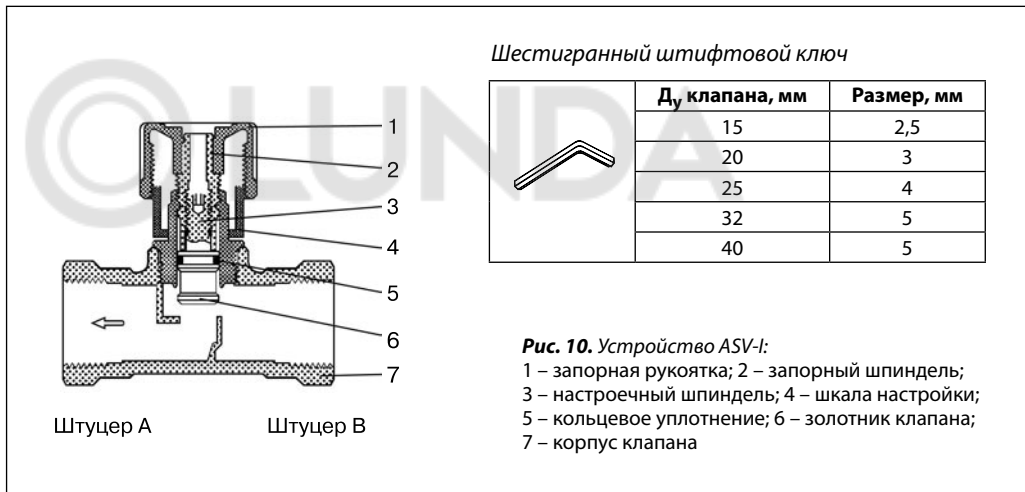 LUNDA
1
2
3
4
5
6
7
Штуцер А
Штуцер В
Шестигранный штифтовой ключ
Ду клапана, мм Размер, мм
15 2,5
20 3
25 4
32 5
40 5
Рис. 10. Устройство ASV-I:
1 – запорная рукоятка; 2 – запорный шпиндель;
3 – настроечный шпиндель; 4 – шкала настройки;
5 – кольцевое уплотнение; 6 – золотник клапана;
7 – корпус клапана